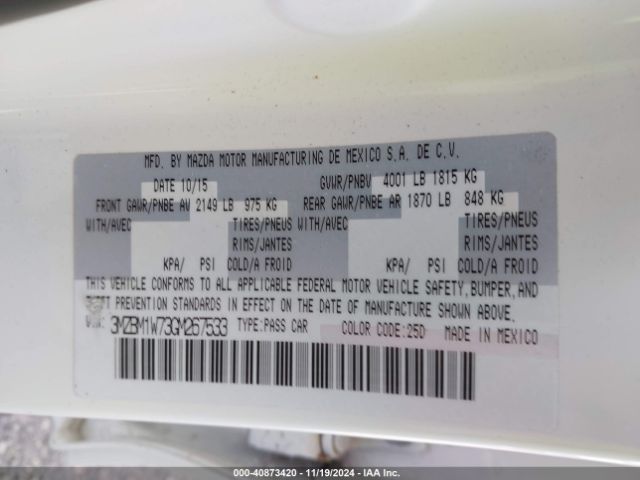 MFD. BY MAZDA MOTOR MANUFACTURING DE MEXICO S.A. DE C.V.
DATE 10/15 GVWR/PNBV 4001 LB 1815 KG
FRONT GAWR/PNBE AV 2149 LB 975 KG REAR GAWR/PNBE AR 1870 LB 848 KG
WITH/AVEC TIRES/PNEUS WITH/AVEC TIRES/PNEUS
RIMS/JANTES RIMS/JANTES
KPA/ PSI COLD/A FROID KPA/ PSI COLD/A FROID
THIS VEHICLE CONFORMS TO ALL APPLICABLE FEDERAL MOTOR VEHICLE SAFETY, BUMPER, AND
THEFT PREVENTION STANDARDS IN EFFECT ON THE DATE OF MANUFACTURE SHOWN ABOVE.
3MZBM1W73GM267533 TYPE:PASS CAR COLOR CODE:25D MADE IN MEXICO
000-40873420 - 11/19/2024 - IAA Inc.